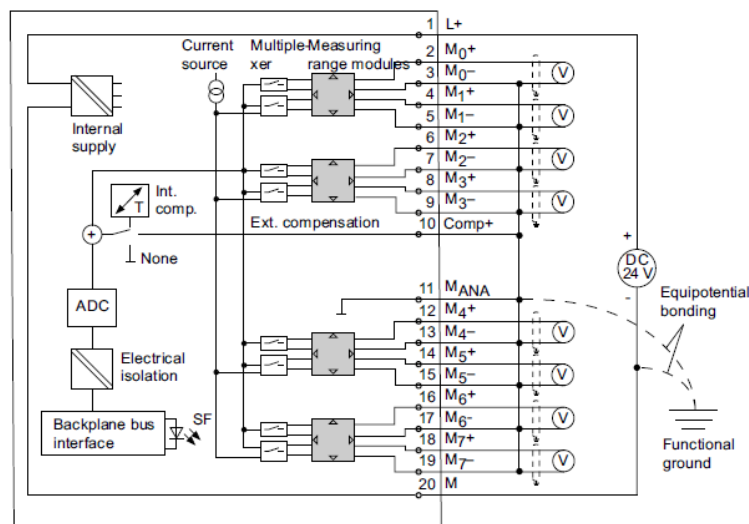 1 L+
Current source
Multiple-xer
Measuring range modules
2 M0+
3 M0−
4 M1+
5 M1−
6 M2+
7 M2−
8 M3+
9 M3−
10 Comp+
Internal supply
V
V
V
V
Int. comp.
T
Ext. compensation
+
None
ADC
Electrical isolation
Backplane bus interface
SF
11 MANA
12 M4+
13 M4−
14 M5+
15 M5−
16 M6+
17 M6-
18 M7+
19 M7−
20 M
V
V
V
V
+
DC
24 V
-
Equipotential bonding
Functional ground